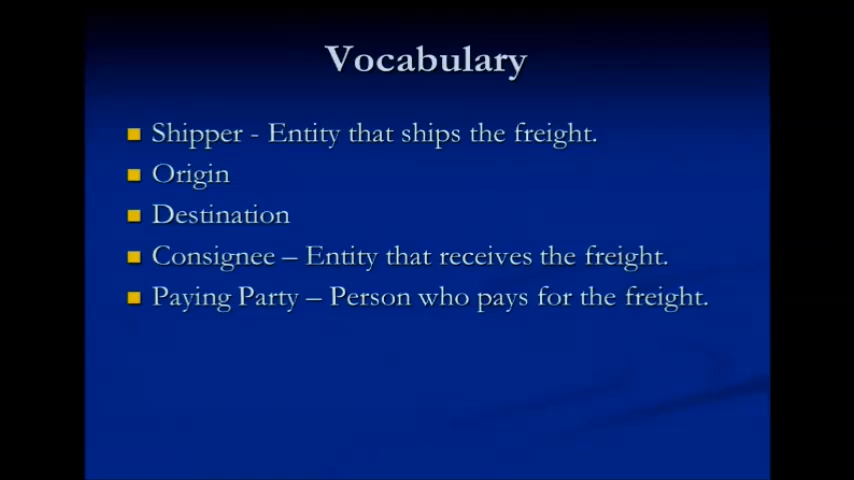 Vocabulary
Shipper - Entity that ships the freight.
Origin
Destination
Consignee – Entity that receives the freight.
Paying Party – Person who pays for the freight.